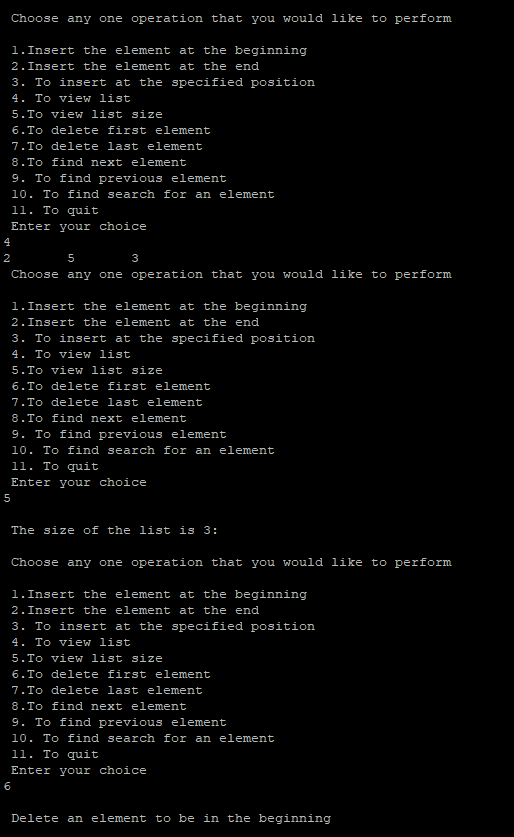 Choose any one operation that you would like to perform
1.Insert the element at the beginning
2.Insert the element at the end
3. To insert at the specified position
4. To view list
5.To view list size
6.To delete first element
7.To delete last element
8.To find next element
9. To find previous element
10. To find search for an element
11. To quit
Enter your choice
4
2 5 3
Choose any one operation that you would like to perform
1.Insert the element at the beginning
2.Insert the element at the end
3. To insert at the specified position
4. To view list
5.To view list size
6.To delete first element
7.To delete last element
8.To find next element
9. To find previous element
10. To find search for an element
11. To quit
Enter your choice
5
The size of the list is 3:
Choose any one operation that you would like to perform
1.Insert the element at the beginning
2.Insert the element at the end
3. To insert at the specified position
4. To view list
5.To view list size
6.To delete first element
7.To delete last element
8.To find next element
9. To find previous element
10. To find search for an element
11. To quit
Enter your choice
6
Delete an element to be in the beginning